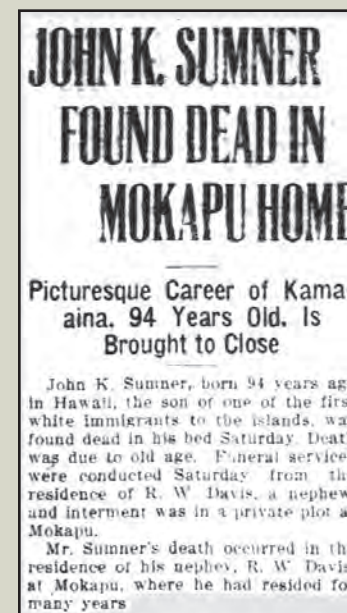 JOHN K. SUMNER
FOUND DEAD IN
MOKAPU HOME
Picturesque Career of Kama
aina, 94 Years Old, Is
Brought to Close
John K. Sumner, born 94 years ag
in Hawaii, the son of one of the firs
white immigrants to the islands, wa
found dead in his bed Saturday. Deat
was due to old age. Funeral service
were conducted Saturday from th
residence of R. W. Davis, a nephew
and interment was in a private plot a
Mokapu.
Mr. Sumner's death occurred in th
residence of his nephew, R. W. Davis
at Mokapu, where he had resided fo
many years